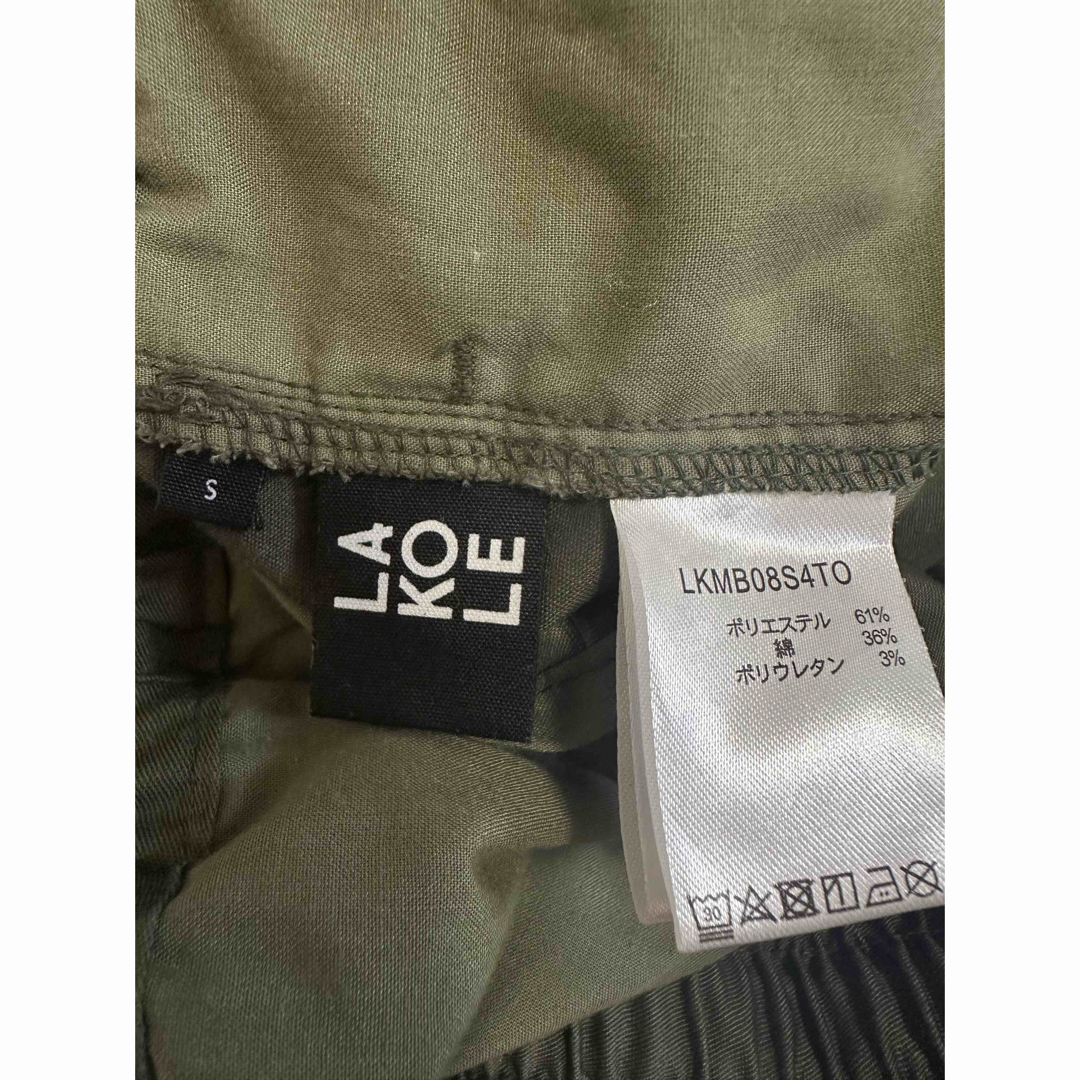 S
LA
KO
LE
LKMB08S4TO
ポリエステル 61%
綿 36%
ポリウレタン 3%
30